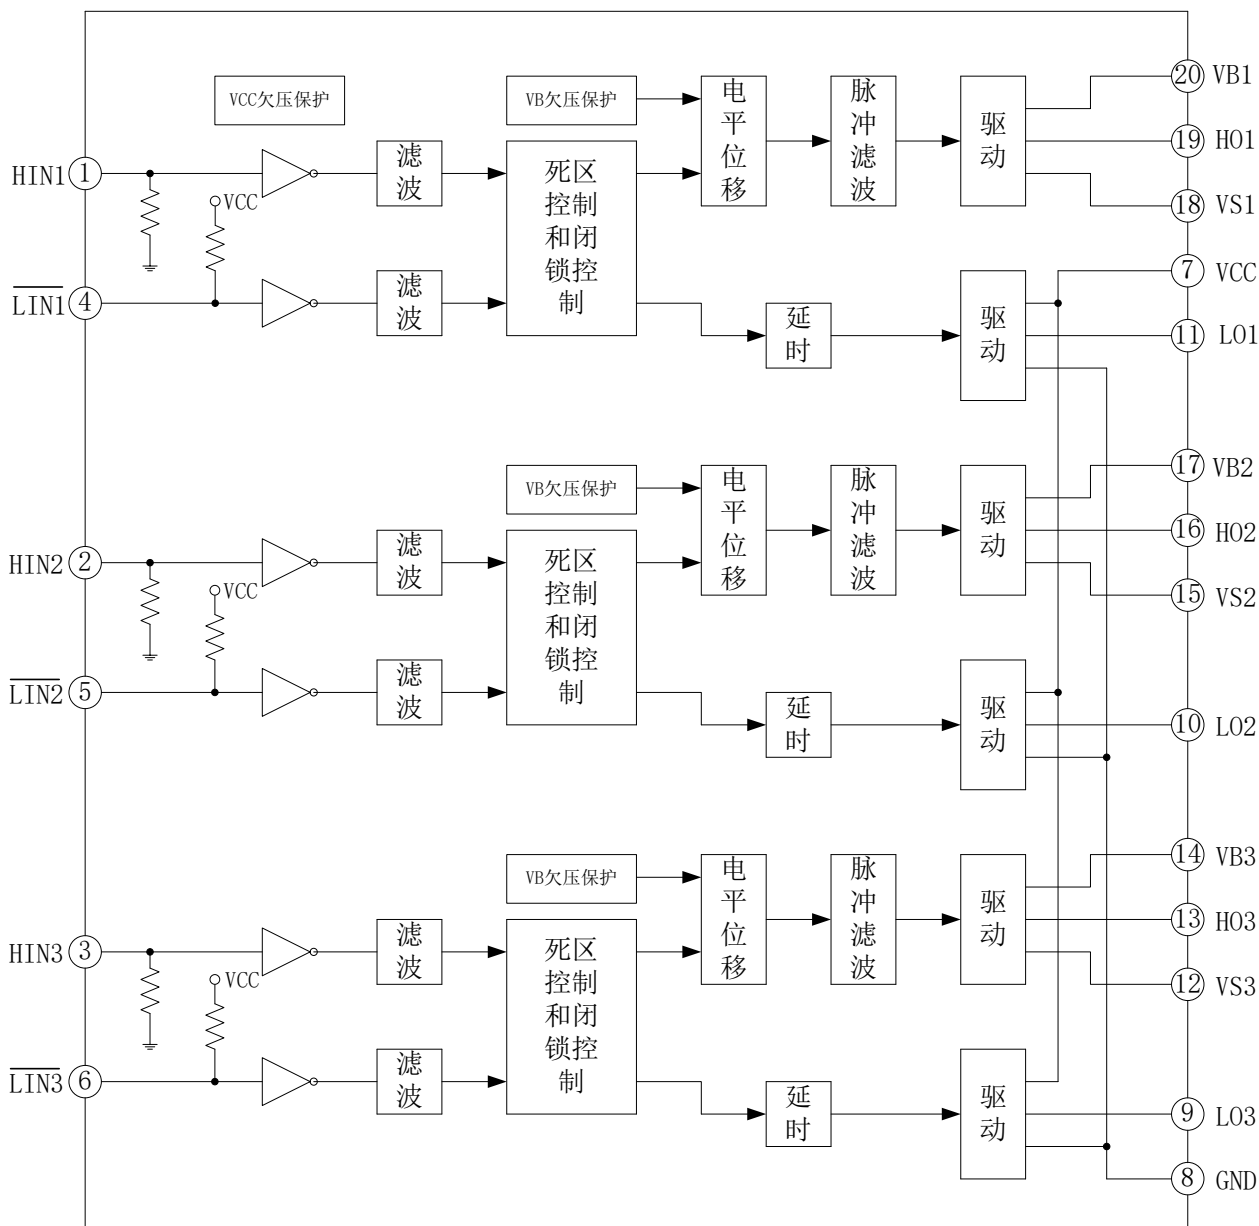 20 VB1
VCC欠压保护
VB欠压保护
电平位移
脉冲滤波
驱动
19 HO1
HIN1 1
滤波
死区
控制
和闭
锁控
制
VCC
18 VS1
7 VCC
LIN1 4
滤波
延时
驱动
11 LO1
VB欠压保护
电平位移
脉冲滤波
驱动
17 VB2
16 HO2
HIN2 2
滤波
死区
控制
和闭
锁控
制
VCC
15 VS2
LIN2 5
滤波
延时
驱动
10 LO2
VB欠压保护
电平位移
脉冲滤波
驱动
14 VB3
13 HO3
HIN3 3
滤波
死区
控制
和闭
锁控
制
VCC
12 VS3
LIN3 6
滤波
延时
驱动
9 LO3
8 GND